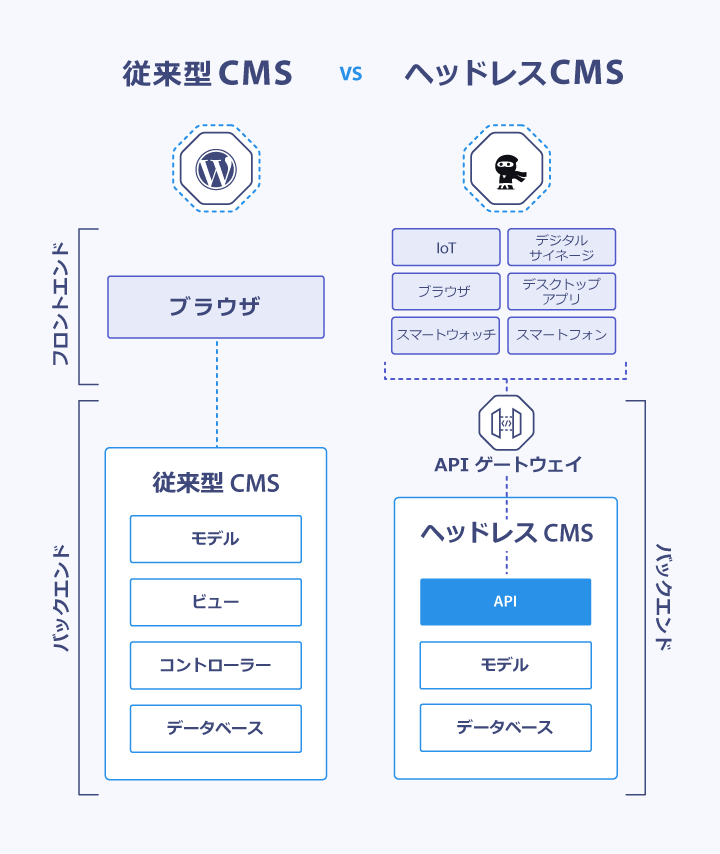 従来型 CMS
vs
ヘッドレスCMS
フロントエンド
ブラウザ
IoT
デジタル
サイネージ
ブラウザ
デスクトップ
アプリ
スマートウォッチ
スマートフォン
バックエンド
従来型 CMS
モデル
ビュー
コントローラー
データベース
</>
API ゲートウェイ
ヘッドレス CMS
API
モデル
データベース
バックエンド